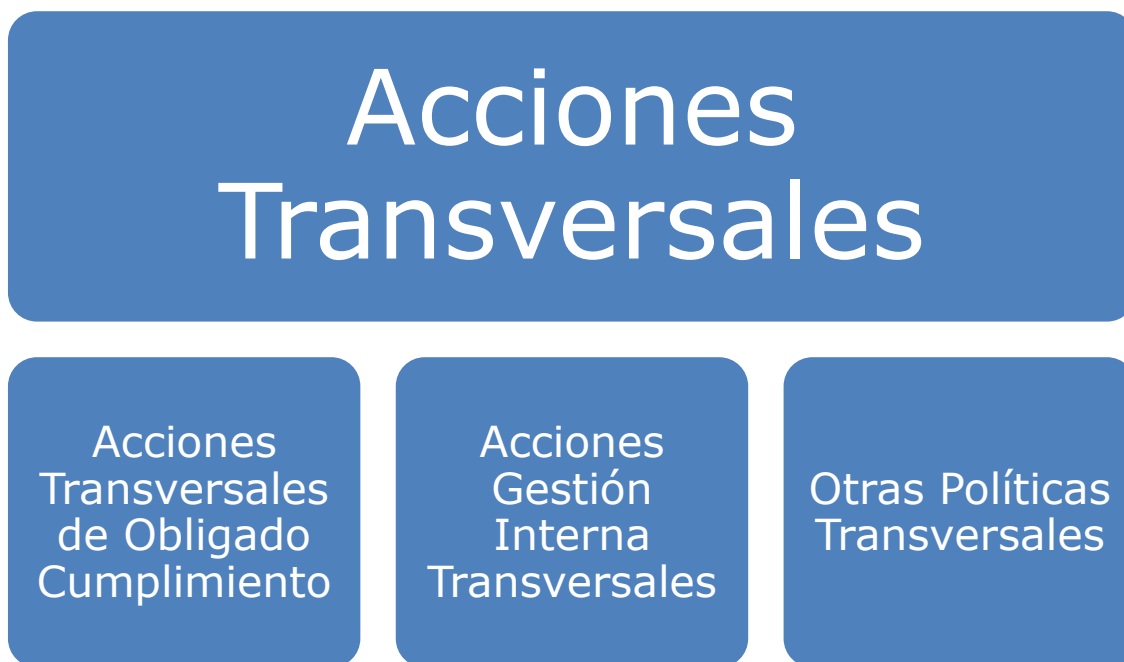 Acciones
Transversales
Acciones
Transversales
de Obligado
Cumplimiento
Acciones
Gestión
Interna
Transversales
Otras Políticas
Transversales